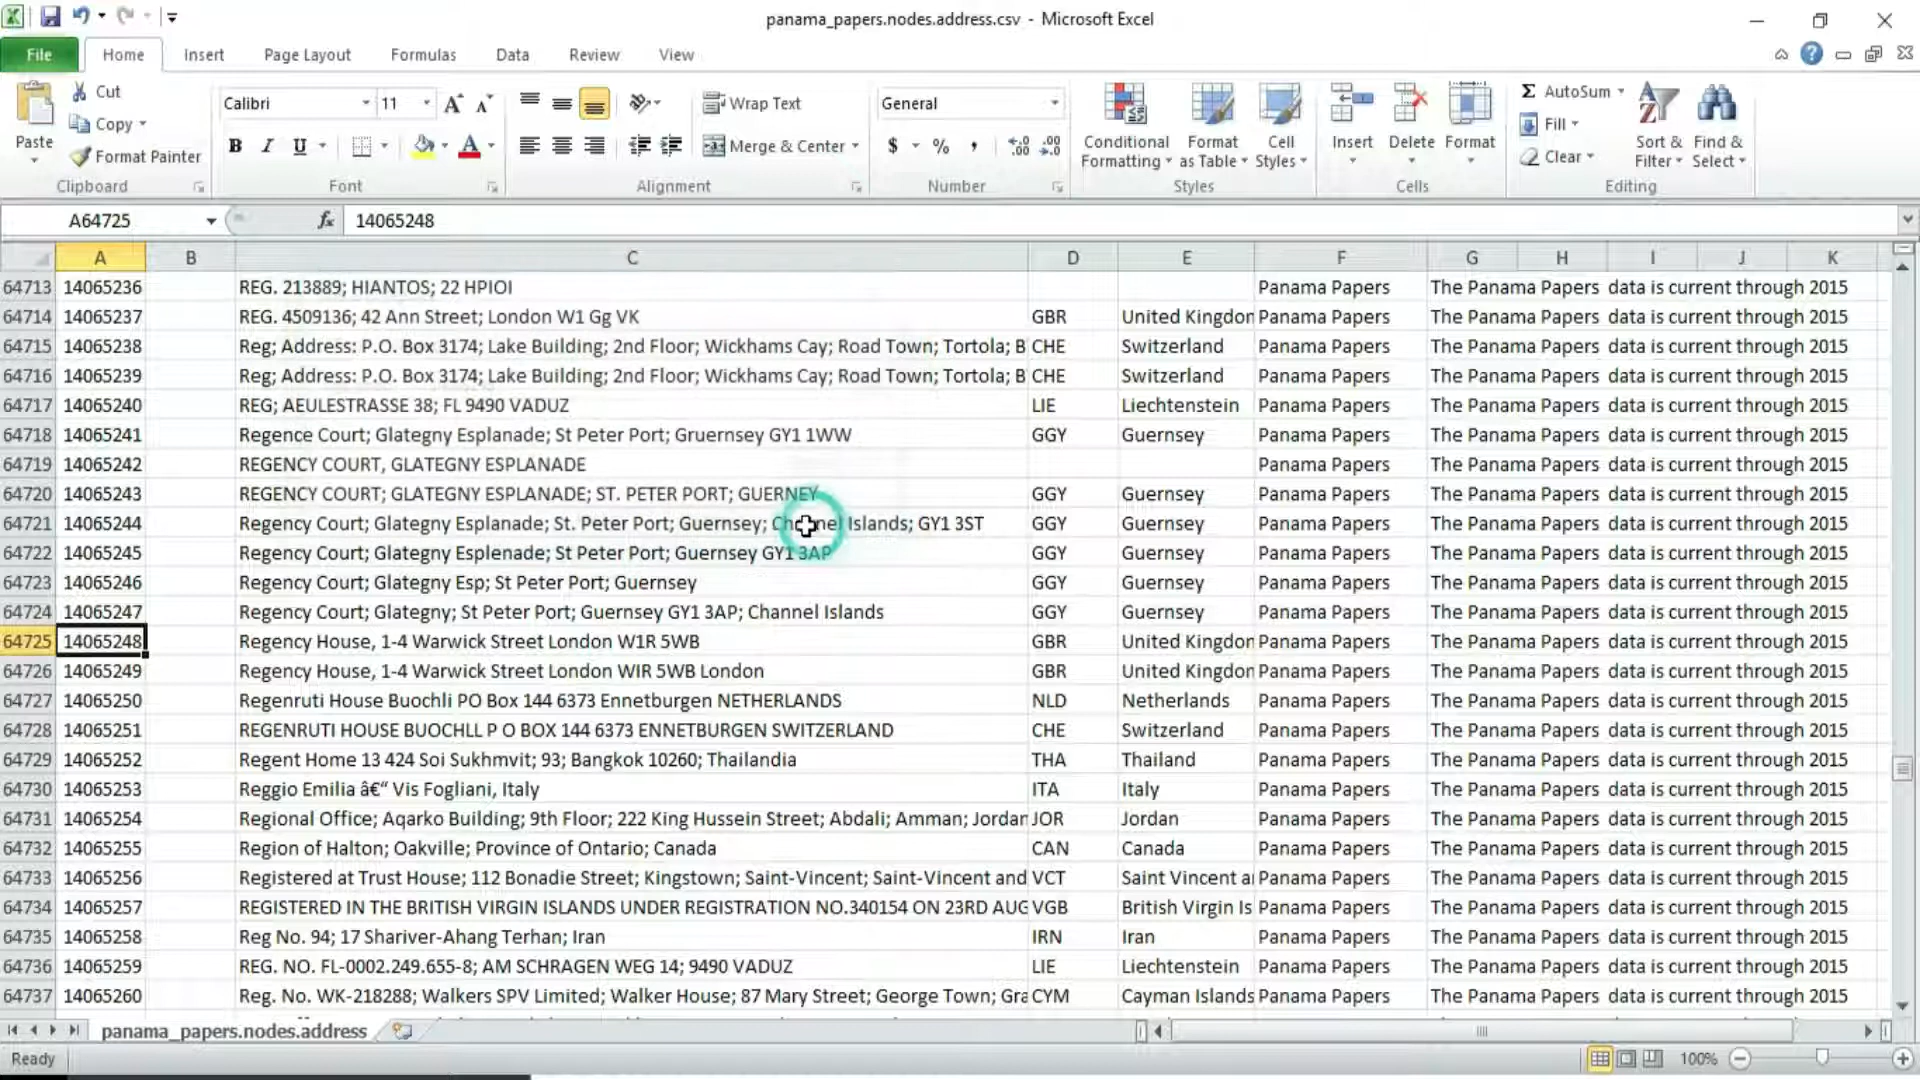 panama_papers.nodes.address.csv - Microsoft Excel
File Home Insert Page Layout Formulas Data Review View
Paste Cut Copy Format Painter Clipboard
Calibri 11 B I U Font
Wrap Text Merge & Center Alignment
General $ % , Number
Conditional Formatting Format as Table Cell Styles Styles
Insert Delete Format Cells
Σ AutoSum Fill Clear Sort & Filter Find & Select Editing
A64725 fx 14065248
A B C D E F G H I J K
64713 14065236 REG. 213889; HIANTOS; 22 HPIOI Panama Papers The Panama Papers data is current through 2015
64714 14065237 REG. 4509136; 42 Ann Street; London W1 Gg VK GBR United Kingdon Panama Papers The Panama Papers data is current through 2015
64715 14065238 Reg; Address: P.O. Box 3174; Lake Building; 2nd Floor; Wickhams Cay; Road Town; Tortola; B CHE Switzerland Panama Papers The Panama Papers data is current through 2015
64716 14065239 Reg; Address: P.O. Box 3174; Lake Building; 2nd Floor; Wickhams Cay; Road Town; Tortola; B CHE Switzerland Panama Papers The Panama Papers data is current through 2015
64717 14065240 REG; AEULESTRASSE 38; FL 9490 VADUZ LIE Liechtenstein Panama Papers The Panama Papers data is current through 2015
64718 14065241 Regence Court; Glategny Esplanade; St Peter Port; Gruernsey GY1 1WW GGY Guernsey Panama Papers The Panama Papers data is current through 2015
64719 14065242 REGENCY COURT, GLATEGNY ESPLANADE Panama Papers The Panama Papers data is current through 2015
64720 14065243 REGENCY COURT; GLATEGNY ESPLANADE; ST. PETER PORT; GUERNEY GGY Guernsey Panama Papers The Panama Papers data is current through 2015
64721 14065244 Regency Court; Glategny Esplanade; St. Peter Port; Guernsey; Channel Islands; GY1 3ST GGY Guernsey Panama Papers The Panama Papers data is current through 2015
64722 14065245 Regency Court; Glategny Esplenade; St Peter Port; Guernsey GY1 3AP GGY Guernsey Panama Papers The Panama Papers data is current through 2015
64723 14065246 Regency Court; Glategny Esp; St Peter Port; Guernsey GGY Guernsey Panama Papers The Panama Papers data is current through 2015
64724 14065247 Regency Court; Glategny; St Peter Port; Guernsey GY1 3AP; Channel Islands GGY Guernsey Panama Papers The Panama Papers data is current through 2015
64725 14065248 Regency House, 1-4 Warwick Street London W1R 5WB GBR United Kingdon Panama Papers The Panama Papers data is current through 2015
64726 14065249 Regency House, 1-4 Warwick Street London WIR 5WB London GBR United Kingdon Panama Papers The Panama Papers data is current through 2015
64727 14065250 Regenruti House Buochli PO Box 144 6373 Ennetburgen NETHERLANDS NLD Netherlands Panama Papers The Panama Papers data is current through 2015
64728 14065251 REGENRUTI HOUSE BUOCHLL P O BOX 144 6373 ENNETBURGEN SWITZERLAND CHE Switzerland Panama Papers The Panama Papers data is current through 2015
64729 14065252 Regent Home 13 424 Soi Sukhmvit; 93; Bangkok 10260; Thailandia THA Thailand Panama Papers The Panama Papers data is current through 2015
64730 14065253 Reggio Emilia â€“ Vis Fogliani, Italy ITA Italy Panama Papers The Panama Papers data is current through 2015
64731 14065254 Regional Office; Aqarko Building; 9th Floor; 222 King Hussein Street; Abdali; Amman; Jordan JOR Jordan Panama Papers The Panama Papers data is current through 2015
64732 14065255 Region of Halton; Oakville; Province of Ontario; Canada CAN Canada Panama Papers The Panama Papers data is current through 2015
64733 14065256 Registered at Trust House; 112 Bonadie Street; Kingstown; Saint-Vincent; Saint-Vincent and VCT Saint Vincent a Panama Papers The Panama Papers data is current through 2015
64734 14065257 REGISTERED IN THE BRITISH VIRGIN ISLANDS UNDER REGISTRATION NO.340154 ON 23RD AUG VGB British Virgin Is Panama Papers The Panama Papers data is current through 2015
64735 14065258 Reg No. 94; 17 Shariver-Ahang Terhan; Iran IRN Iran Panama Papers The Panama Papers data is current through 2015
64736 14065259 REG. NO. FL-0002.249.655-8; AM SCHRAGEN WEG 14; 9490 VADUZ LIE Liechtenstein Panama Papers The Panama Papers data is current through 2015
64737 14065260 Reg. No. WK-218288; Walkers SPV Limited; Walker House; 87 Mary Street; George Town; Gra CYM Cayman Islands Panama Papers The Panama Papers data is current through 2015
panama_papers.nodes.address
Ready 100%